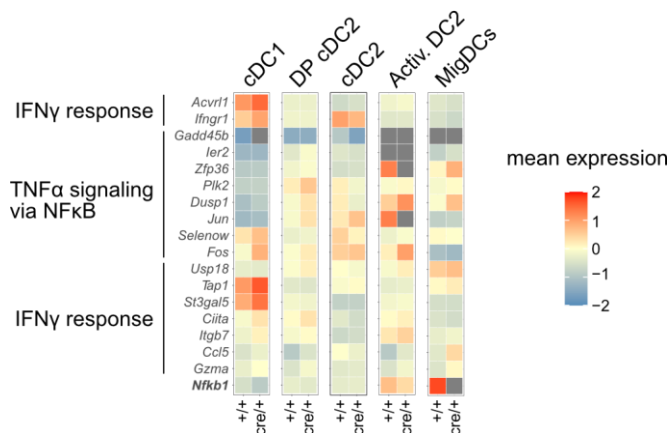 cDC1
DP cDC2
cDC2
Activ. DC2
MigDCs
IFNγ response
TNFα signaling
via NFκB
IFNγ response
Acvrl1
Ifngr1
Gadd45b
Ier2
Zfp36
Plk2
Dusp1
Jun
Selenow
Fos
Usp18
Tap1
St3gal5
Ciita
Itgb7
Ccl5
Gzma
Nfkb1
+/+
cre/+
+/+
cre/+
+/+
cre/+
+/+
cre/+
+/+
cre/+
mean expression
2
1
0
−1
−2